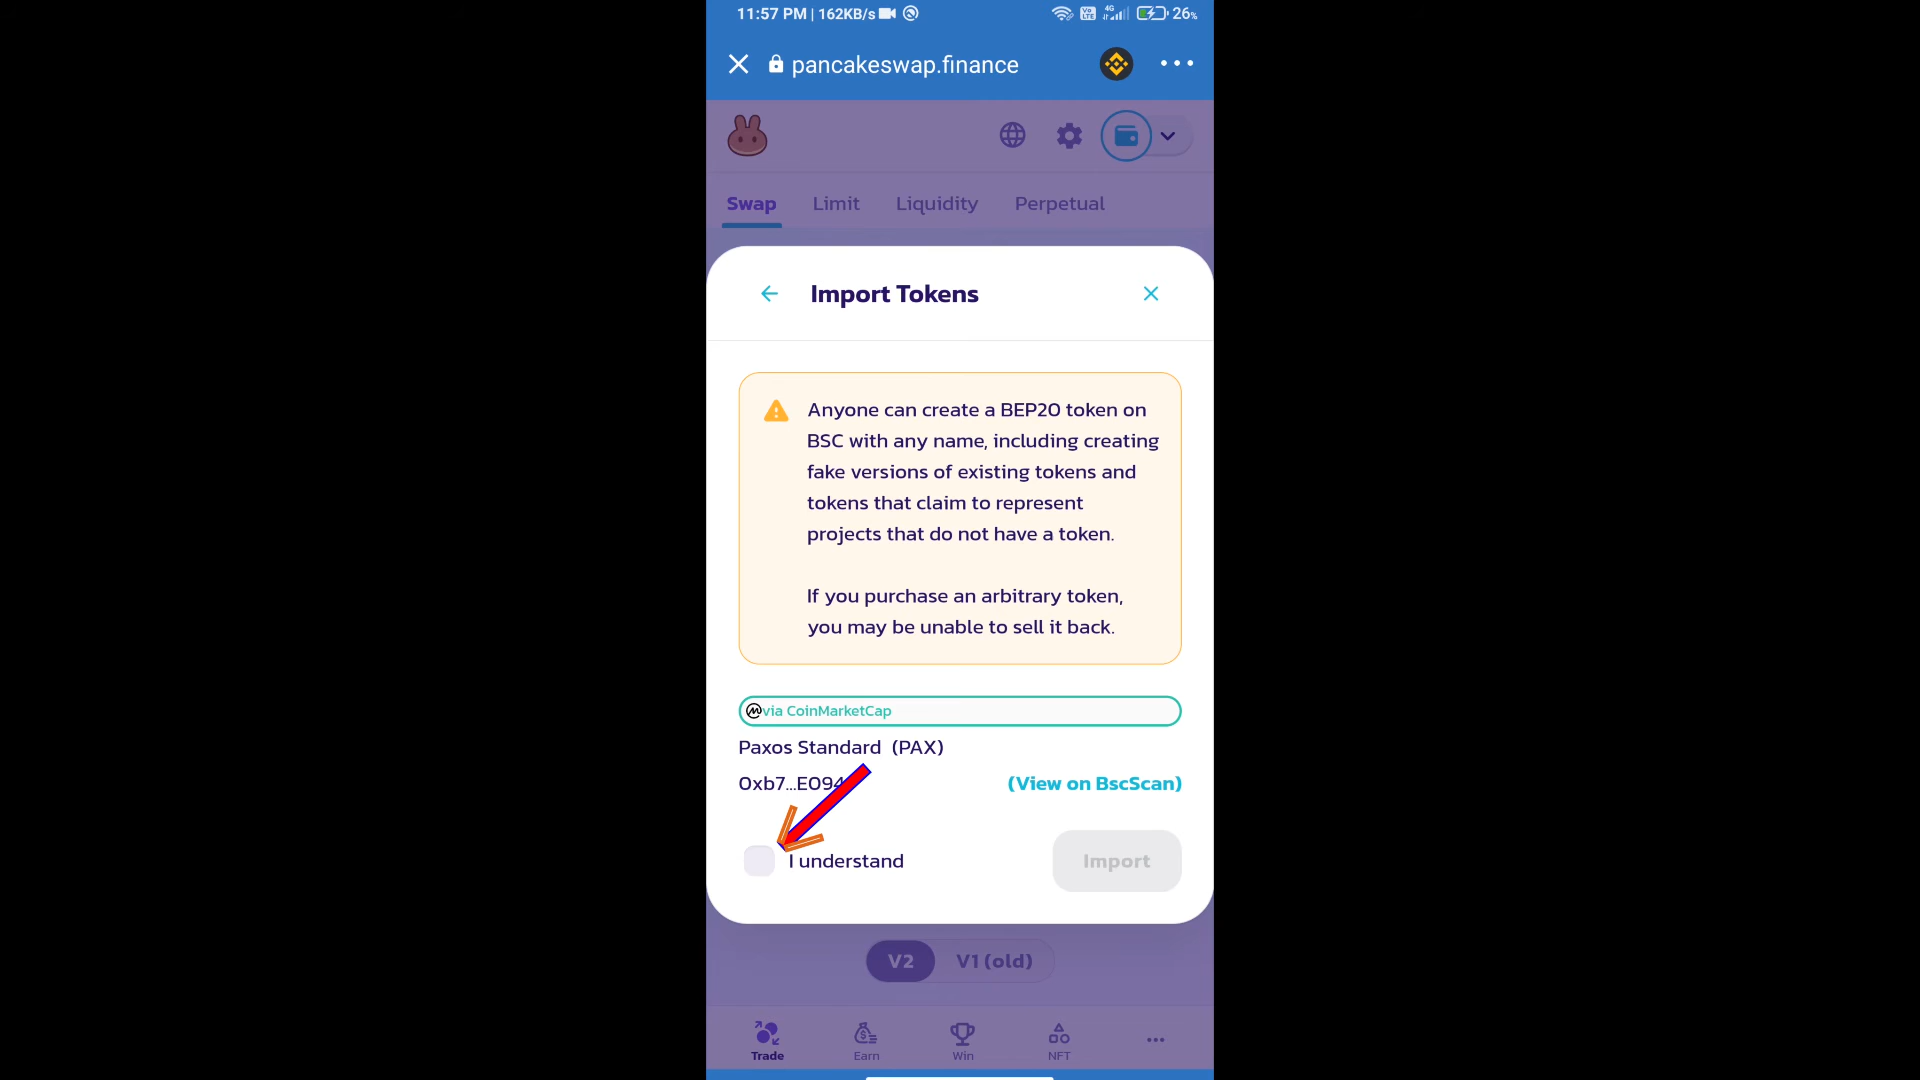 11:57 PM | 162KB/s
4G
Vo
LTE
26%
pancakeswap.finance
Swap Limit Liquidity Perpetual
Import Tokens
Anyone can create a BEP20 token on
BSC with any name, including creating
fake versions of existing tokens and
tokens that claim to represent
projects that do not have a token.
If you purchase an arbitrary token,
you may be unable to sell it back.
via CoinMarketCap
Paxos Standard (PAX)
0xb7...E094
(View on BscScan)
I understand
Import
V2 V1 (old)
Trade Earn Win NFT